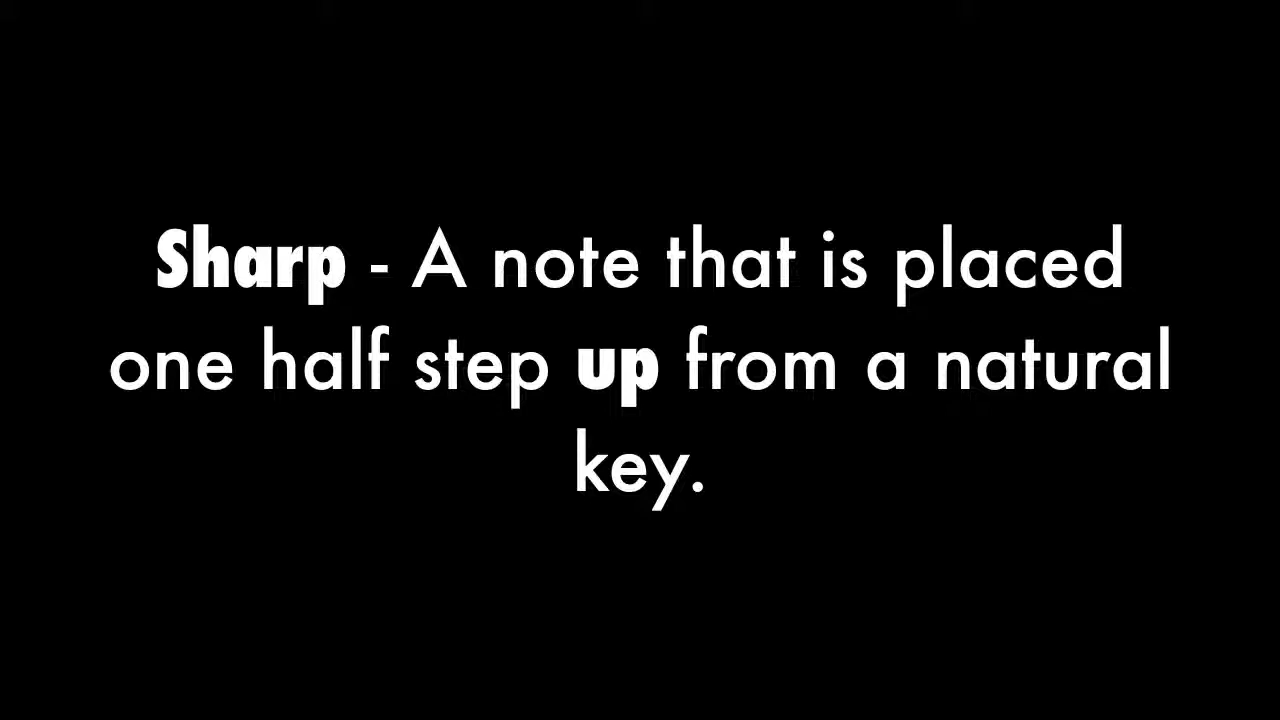 Sharp - A note that is placed
one half step up from a natural
key.